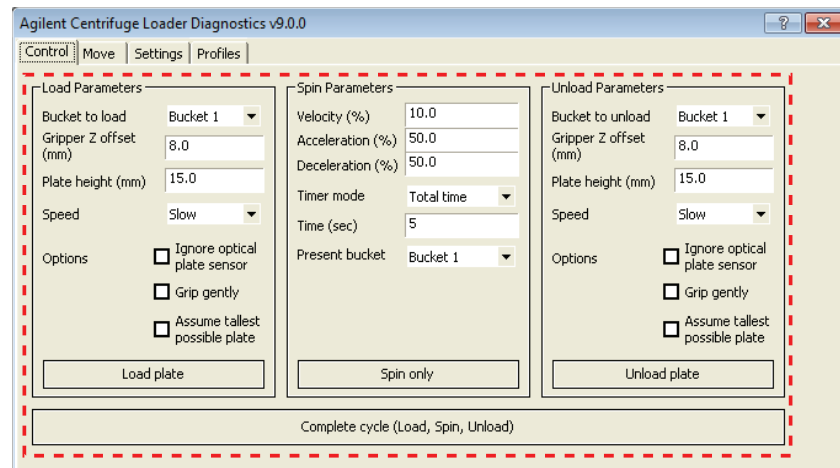 Agilent Centrifuge Loader Diagnostics v9.0.0
Control Move Settings Profiles
Load Parameters
Bucket to load Bucket 1
Gripper Z offset
(mm) 8.0
Plate height (mm) 15.0
Speed Slow
Options Ignore optical
plate sensor
Grip gently
Assume tallest
possible plate
Load plate
Spin Parameters
Velocity (%) 10.0
Acceleration (%) 50.0
Deceleration (%) 50.0
Timer mode Total time
Time (sec) 5
Present bucket Bucket 1
Spin only
Unload Parameters
Bucket to unload Bucket 1
Gripper Z offset
(mm) 8.0
Plate height (mm) 15.0
Speed Slow
Options Ignore optical
plate sensor
Grip gently
Assume tallest
possible plate
Unload plate
Complete cycle (Load, Spin, Unload)